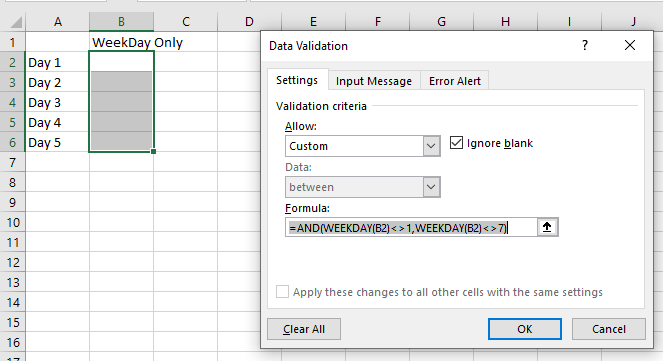 A B C D E F G H I J
1 WeekDay Only
2 Day 1
3 Day 2
4 Day 3
5 Day 4
6 Day 5
7
8
9
10
11
12
13
14
15
16
17
Data Validation ? ×
Settings Input Message Error Alert
Validation criteria
Allow:
Custom Ignore blank
Data:
between
Formula:
=AND(WEEKDAY(B2)<>1,WEEKDAY(B2)<>7)
Apply these changes to all other cells with the same settings
Clear All OK Cancel